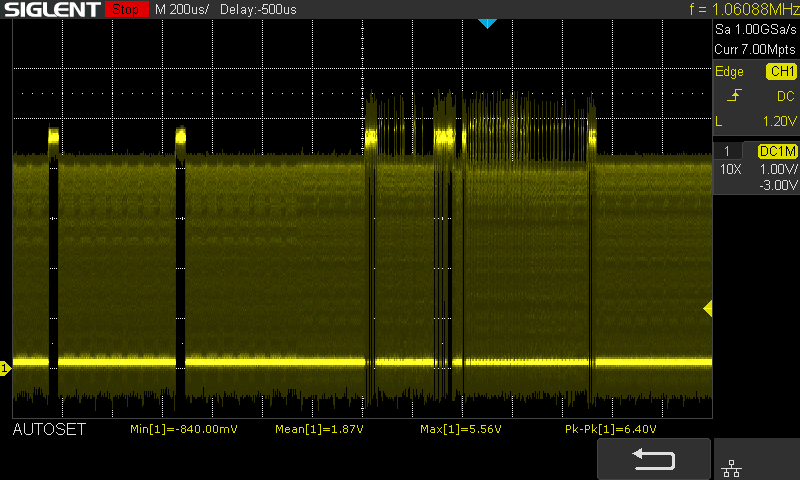 SIGLENT Stop M 200us/ Delay:-500us f = 1.06088MHz
Sa 1.00GSa/s
Curr 7.00Mpts
Edge CH1
DC
L 1.20V
1 DC1M
10X 1.00V/
-3.00V
1
AUTOSET Min[1]=-840.00mV Mean[1]=1.87V Max[1]=5.56V Pk-Pk[1]=6.40V